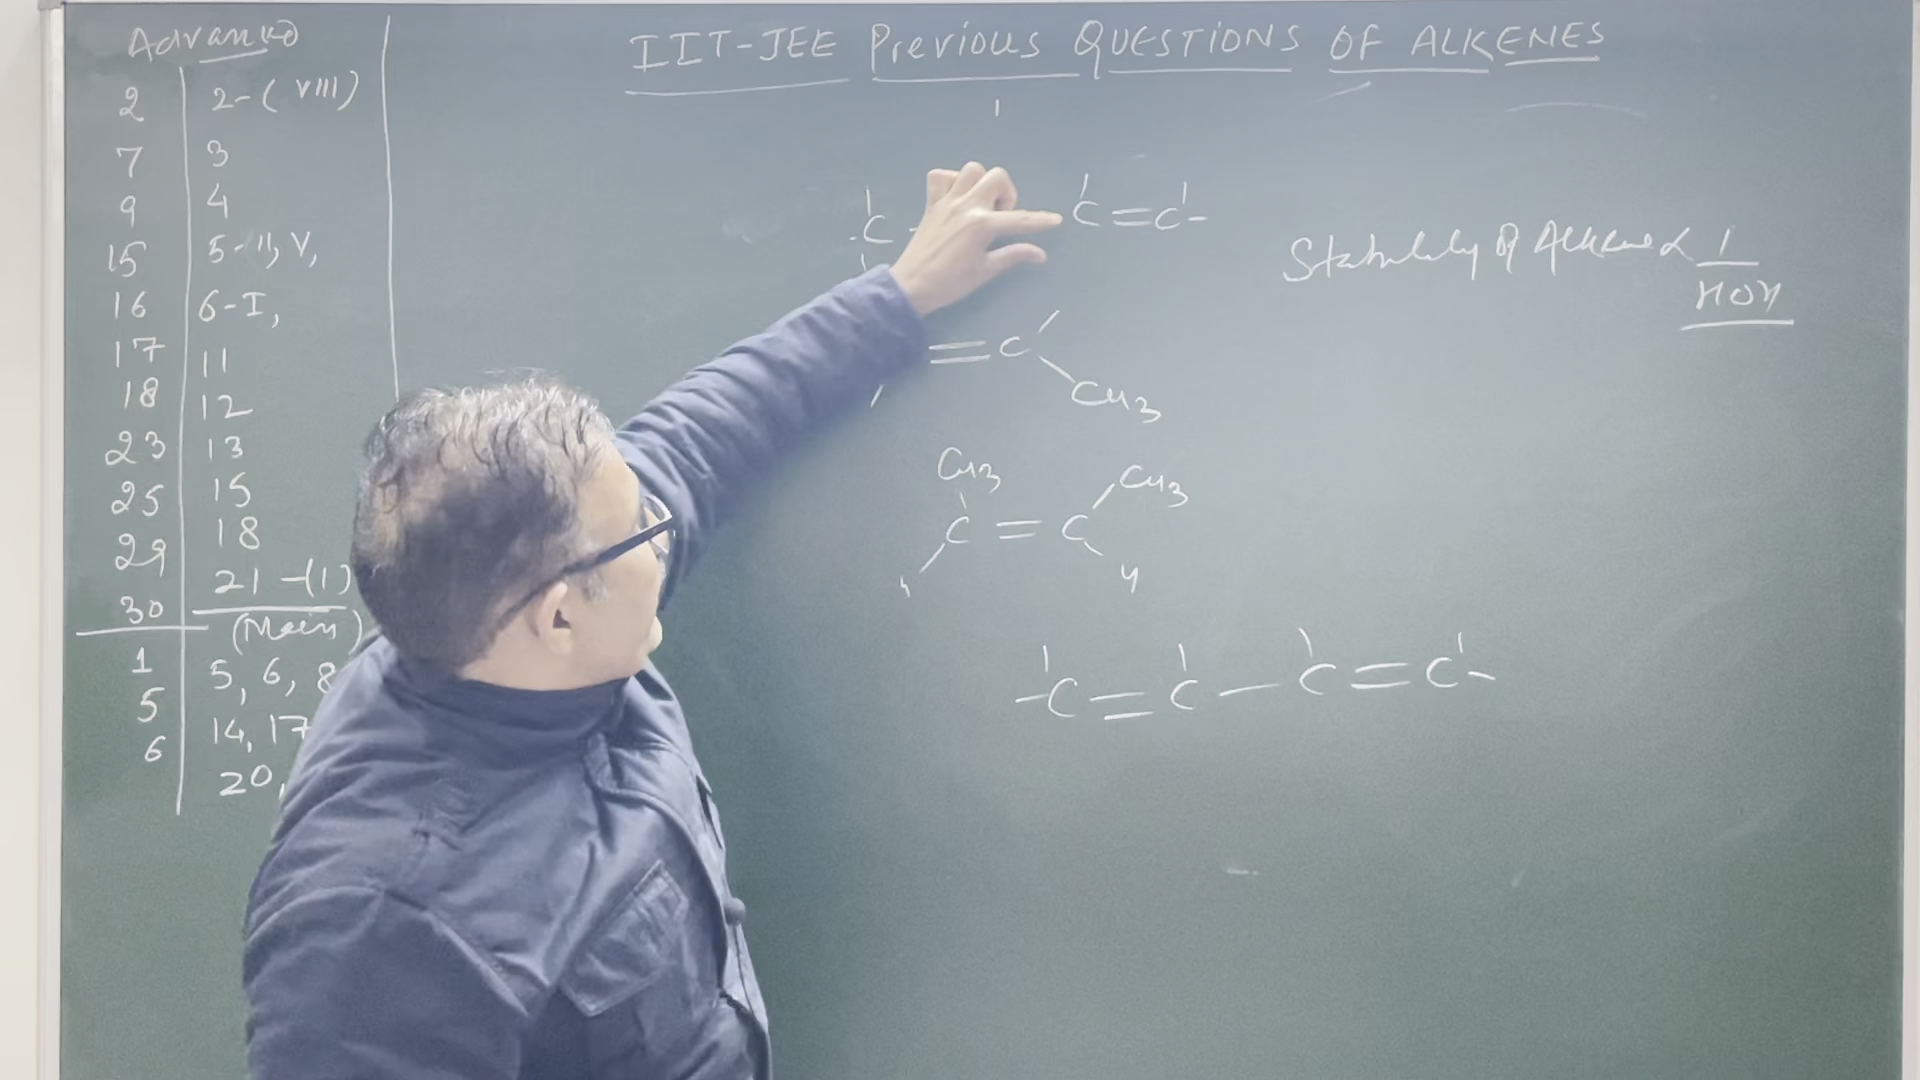 IIT-JEE Previous QUESTIONS OF ALKENES
Advanced
2 2-(VIII)
7 3
9 4
15 5-II, V,
16 6-I,
17 11
18 12
23 13
25 15
29 18
30 21-(1)
(Main)
1 5, 6, 8
5 14, 17
6 20,
C C=C-
=C
CH3
CH3 CH3
C=C
H
-C=C-C=C-
Stability of Alkene ∝ 1/HOH